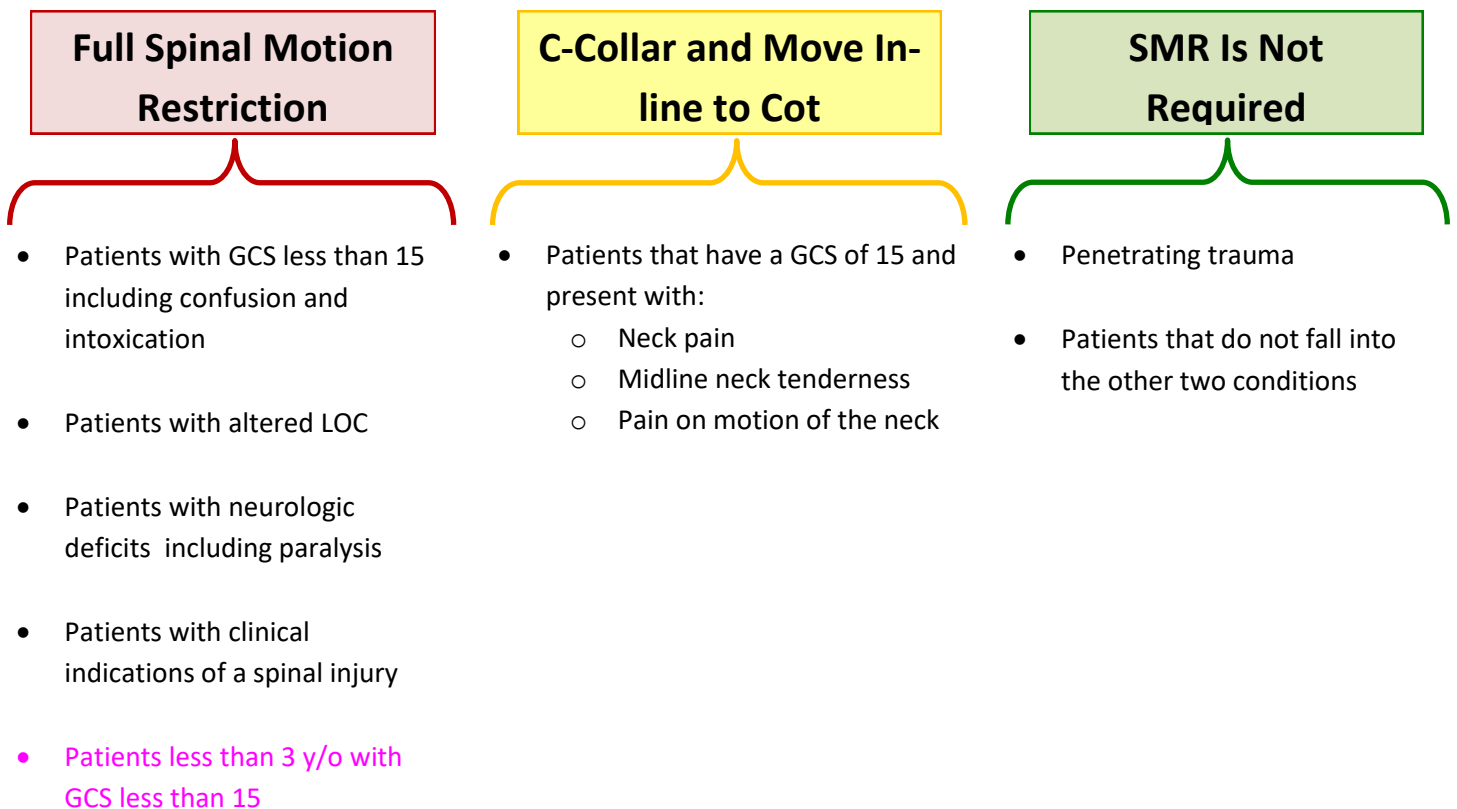 Full Spinal Motion
Restriction
• Patients with GCS less than 15
including confusion and
intoxication
• Patients with altered LOC
• Patients with neurologic
deficits  including paralysis
• Patients with clinical
indications of a spinal injury
• Patients less than 3 y/o with
GCS less than 15
C-Collar and Move In-
line to Cot
• Patients that have a GCS of 15 and
present with:
o Neck pain
o Midline neck tenderness
o Pain on motion of the neck
SMR Is Not
Required
• Penetrating trauma
• Patients that do not fall into
the other two conditions